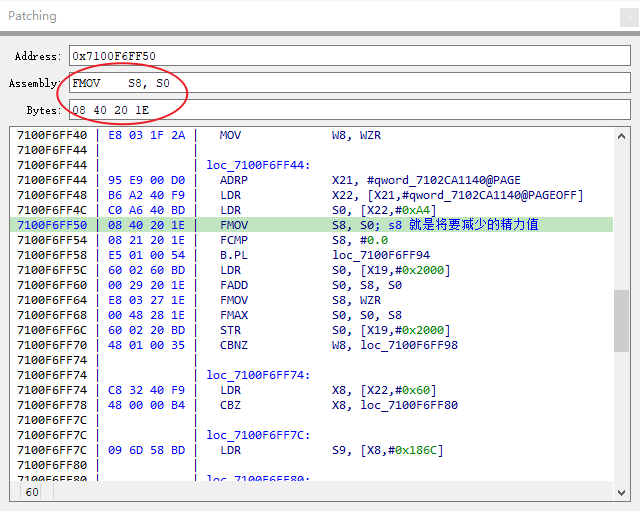 Patching
x
Address: 0x7100F6FF50
Assembly: FMOV    S8, S0
Bytes: 08 40 20 1E
7100F6FF40 | E8 03 1F 2A |   MOV             W8, WZR
7100F6FF44 |             |
7100F6FF44 |             | loc_7100F6FF44:
7100F6FF44 | 95 E9 00 D0 |   ADRP            X21, #qword_7102CA1140@PAGE
7100F6FF48 | B6 A2 40 F9 |   LDR             X22, [X21,#qword_7102CA1140@PAGEOFF]
7100F6FF4C | C0 A6 40 BD |   LDR             S0, [X22,#0xA4]
7100F6FF50 | 08 40 20 1E |   FMOV            S8, S0; s8 就是将要减少的精力值
7100F6FF54 | 08 21 20 1E |   FCMP            S8, #0.0
7100F6FF58 | E5 01 00 54 |   B.PL            loc_7100F6FF94
7100F6FF5C | 60 02 60 BD |   LDR             S0, [X19,#0x2000]
7100F6FF60 | 00 29 20 1E |   FADD            S0, S8, S0
7100F6FF64 | E8 03 27 1E |   FMOV            S8, WZR
7100F6FF68 | 00 48 28 1E |   FMAX            S0, S0, S8
7100F6FF6C | 60 02 20 BD |   STR             S0, [X19,#0x2000]
7100F6FF70 | 48 01 00 35 |   CBNZ            W8, loc_7100F6FF98
7100F6FF74 |             |
7100F6FF74 |             | loc_7100F6FF74:
7100F6FF74 | C8 32 40 F9 |   LDR             X8, [X22,#0x60]
7100F6FF78 | 48 00 00 B4 |   CBZ             X8, loc_7100F6FF80
7100F6FF7C |             |
7100F6FF7C |             | loc_7100F6FF7C:
7100F6FF7C | 09 6D 58 BD |   LDR             S9, [X8,#0x186C]
7100F6FF80 |             |
7100F6FF80 |             | loc_7100F6FF80:
60